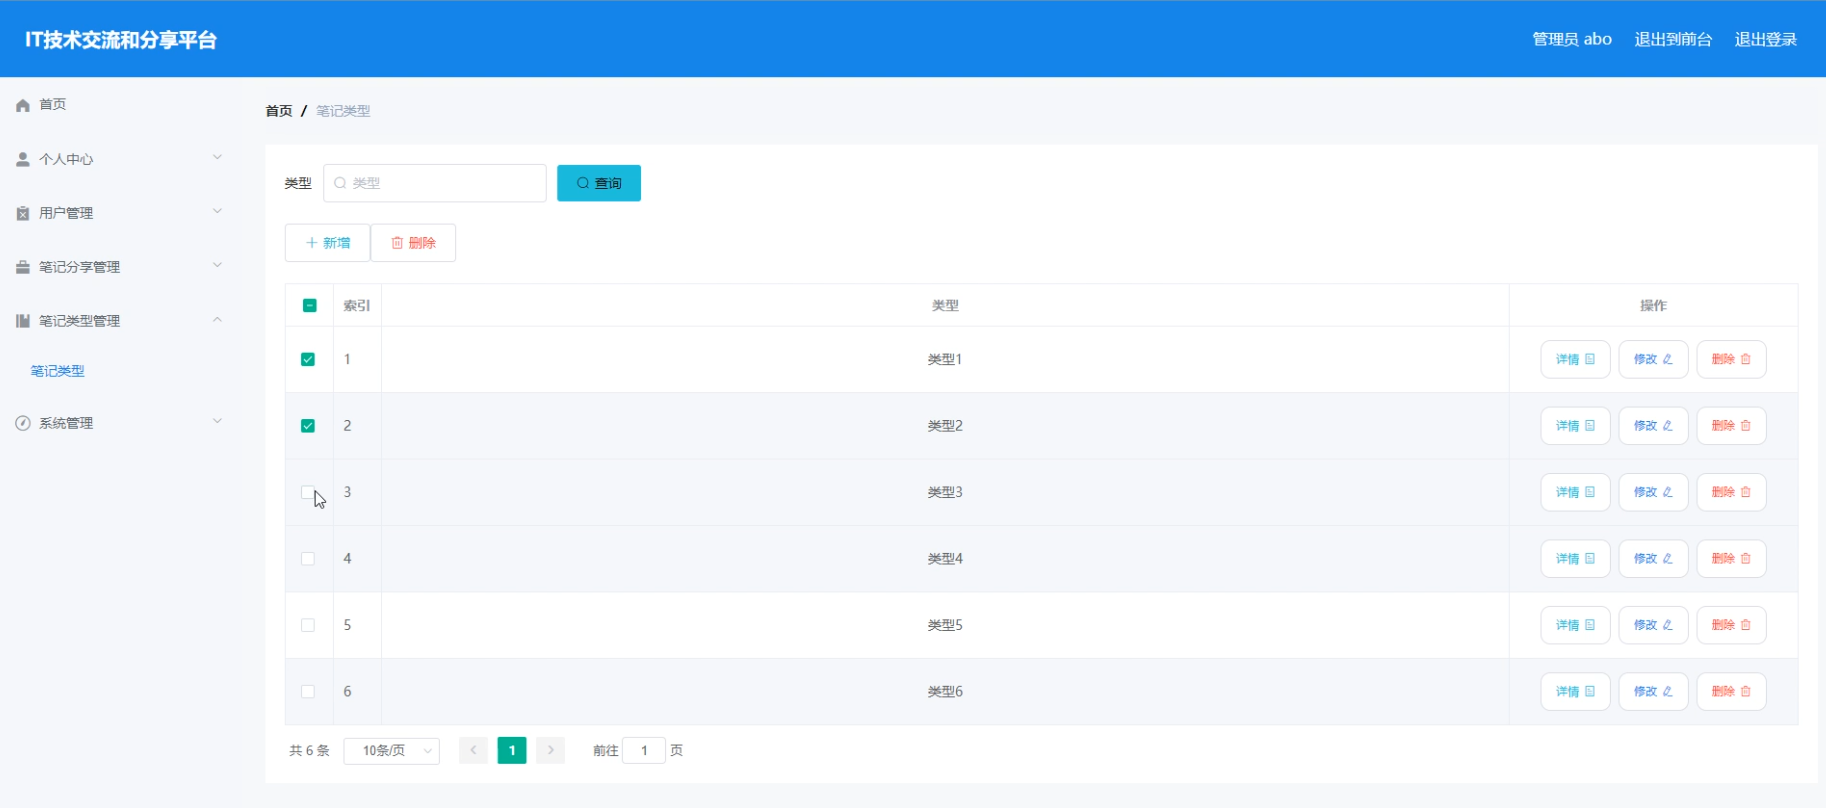 IT技术交流和分享平台
管理员 abo 退出到前台 退出登录
首页
个人中心
用户管理
笔记分享管理
笔记类型管理
笔记类型
系统管理
首页 / 笔记类型
类型 类型 查询
新增 删除
索引 类型 操作
1 类型1 详情 修改 删除
2 类型2 详情 修改 删除
3 类型3 详情 修改 删除
4 类型4 详情 修改 删除
5 类型5 详情 修改 删除
6 类型6 详情 修改 删除
共 6 条 10条/页 1 前往 1 页